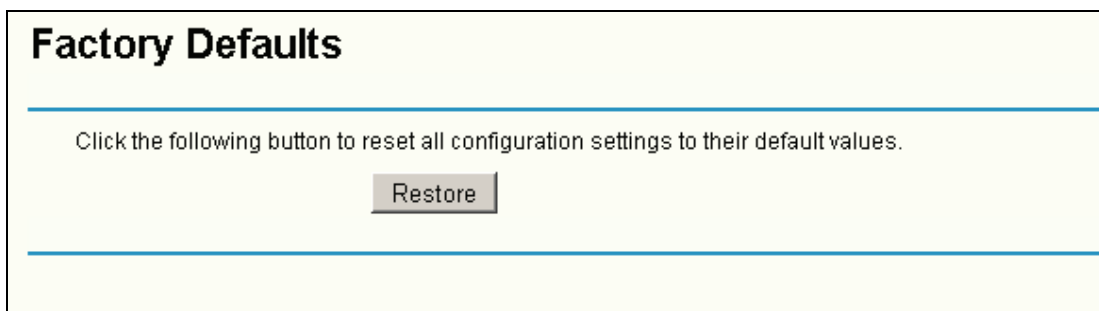 Factory Defaults
Click the following button to reset all configuration settings to their default values.
Restore